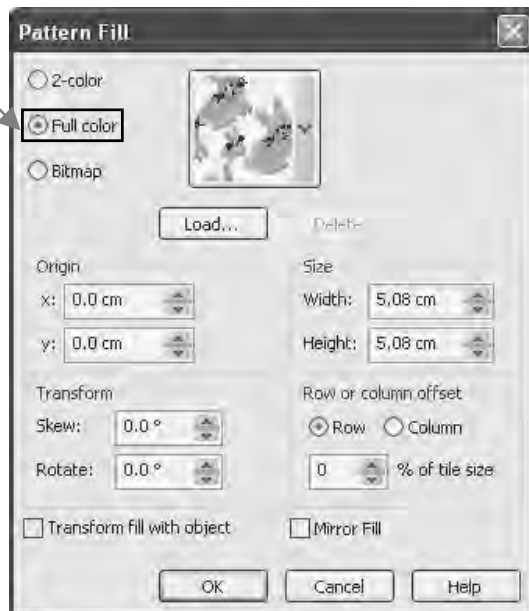 Pattern Fill
2-color
Full color
Bitmap
Load... Delete
Origin Size
x: 0.0 cm Width: 5.08 cm
y: 0.0 cm Height: 5.08 cm
Transform Row or column offset
Skew: 0.0 ° Row Column
Rotate: 0.0 ° 0 % of tile size
Transform fill with object Mirror Fill
OK Cancel Help